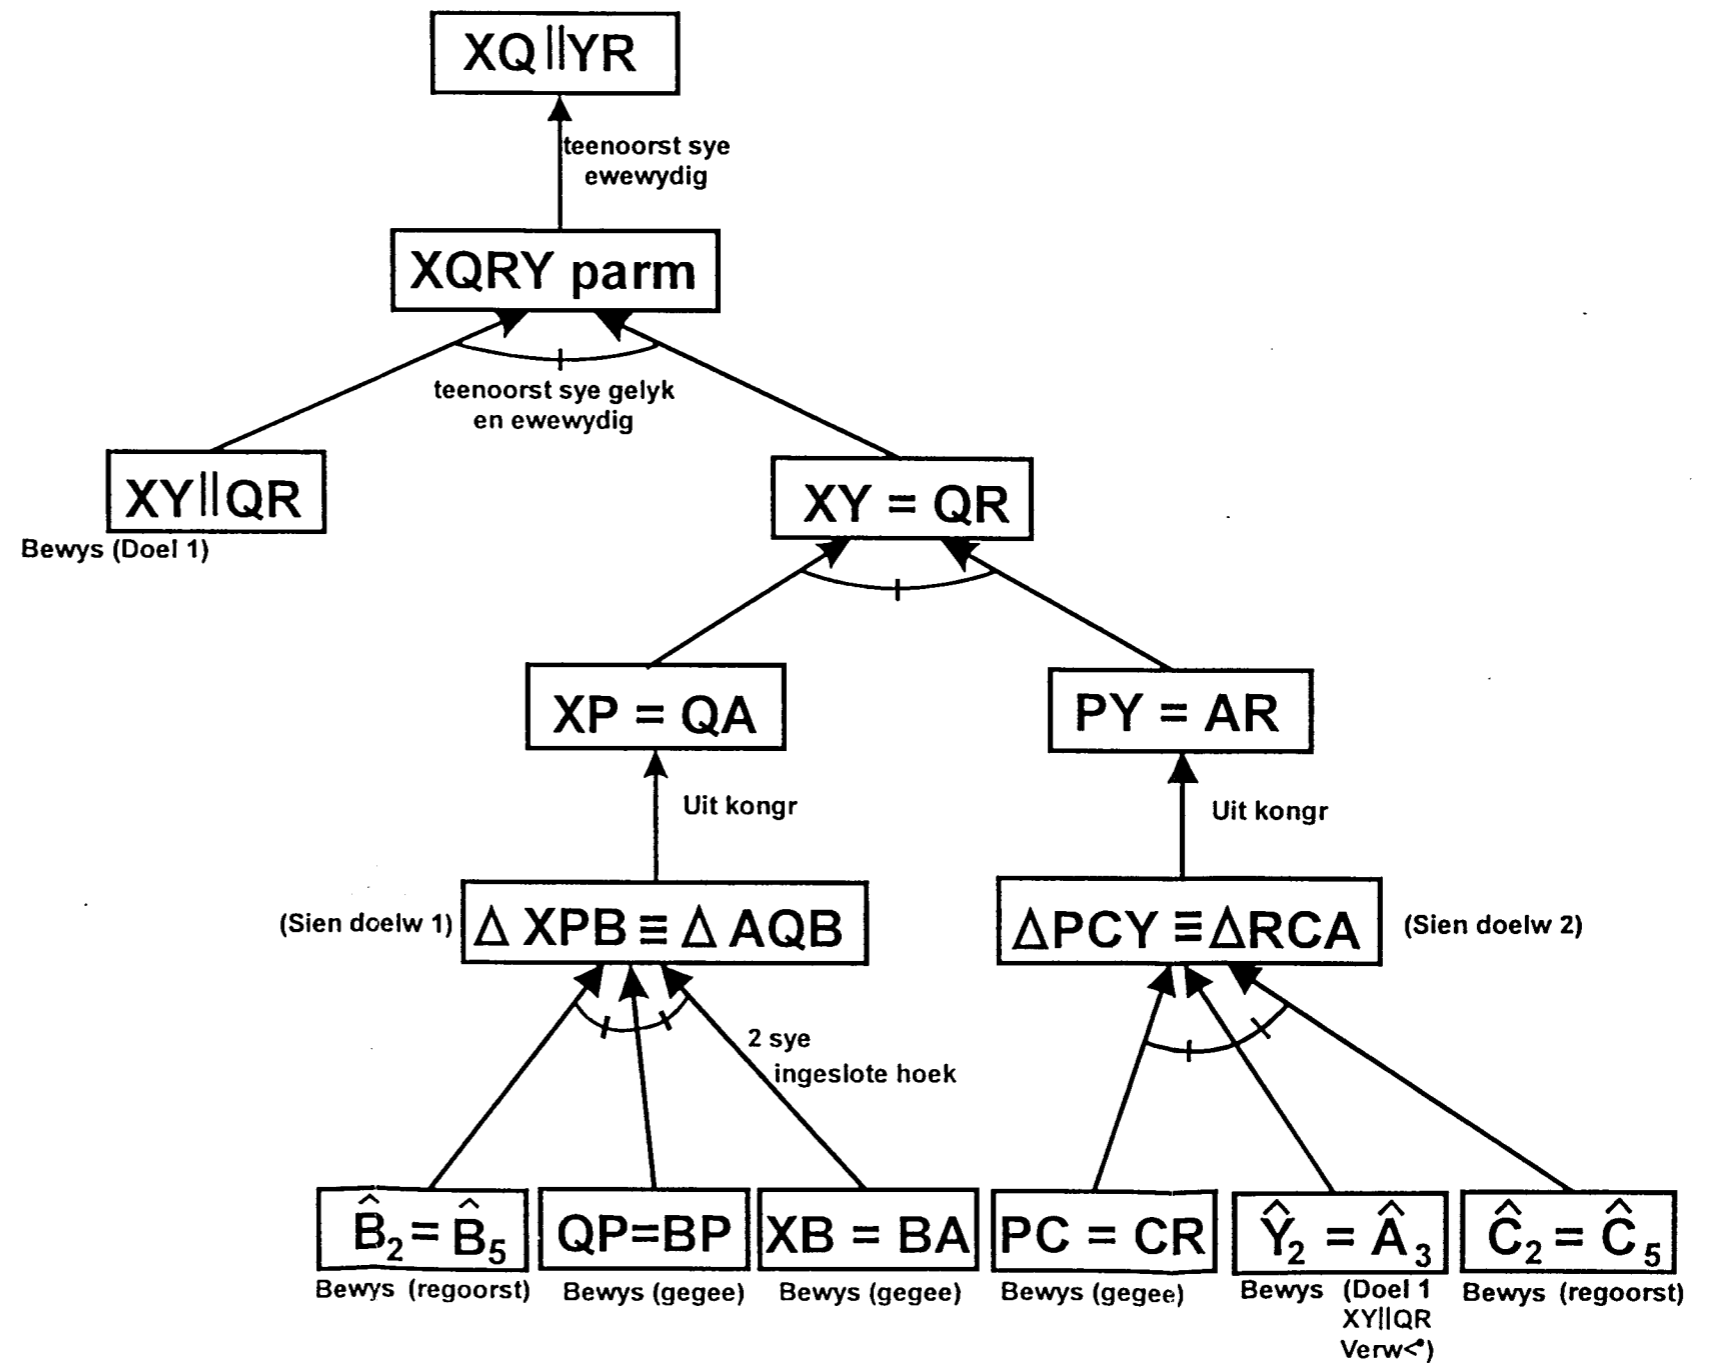 XQ||YR
teenoorst sye
ewewydig
XQRY parm
teenoorst sye gelyk
en ewewydig
XY||QR
Bewys (Doel 1)
XY = QR
XP = QA
PY = AR
Uit kongr
Uit kongr
(Sien doelw 1)
Δ XPB ≡ Δ AQB
ΔPCY ≡ ΔRCA
(Sien doelw 2)
2 sye
ingeslote hoek
B̂₂ = B̂₅
QP=BP
XB = BA
PC = CR
Ŷ₂ = Â₃
Ĉ₂ = Ĉ₅
Bewys (regoorst)
Bewys (gegee)
Bewys (gegee)
Bewys (gegee)
Bewys (Doel 1
XY||QR
Verw<ᵉ)
Bewys (regoorst)